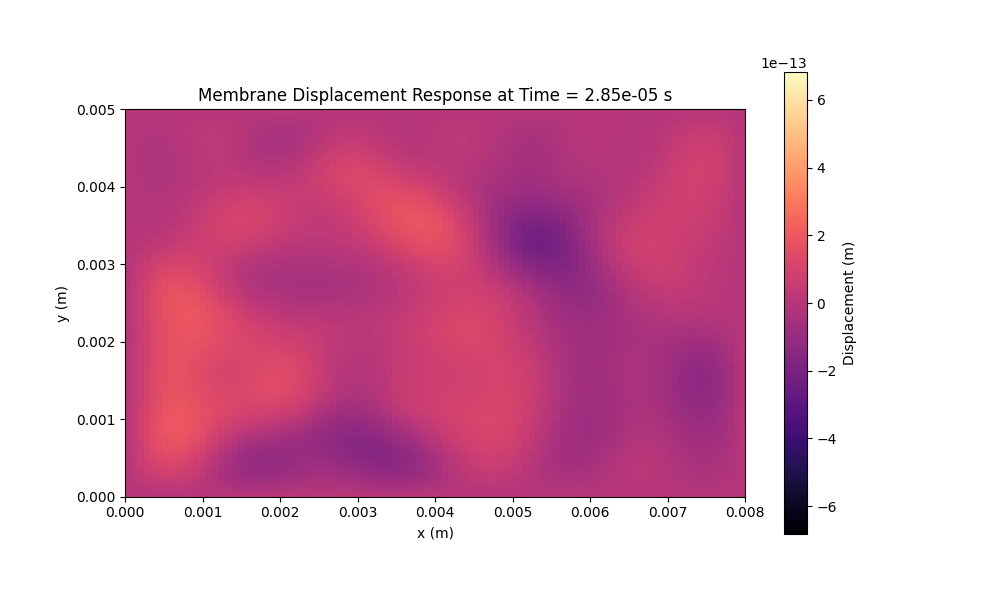 1e−13
Membrane Displacement Response at Time = 2.85e-05 s
0.005
0.004
0.003
0.002
0.001
0.000
y (m)
0.000 0.001 0.002 0.003 0.004 0.005 0.006 0.007 0.008
x (m)
6
4
2
0
−2
−4
−6
Displacement (m)